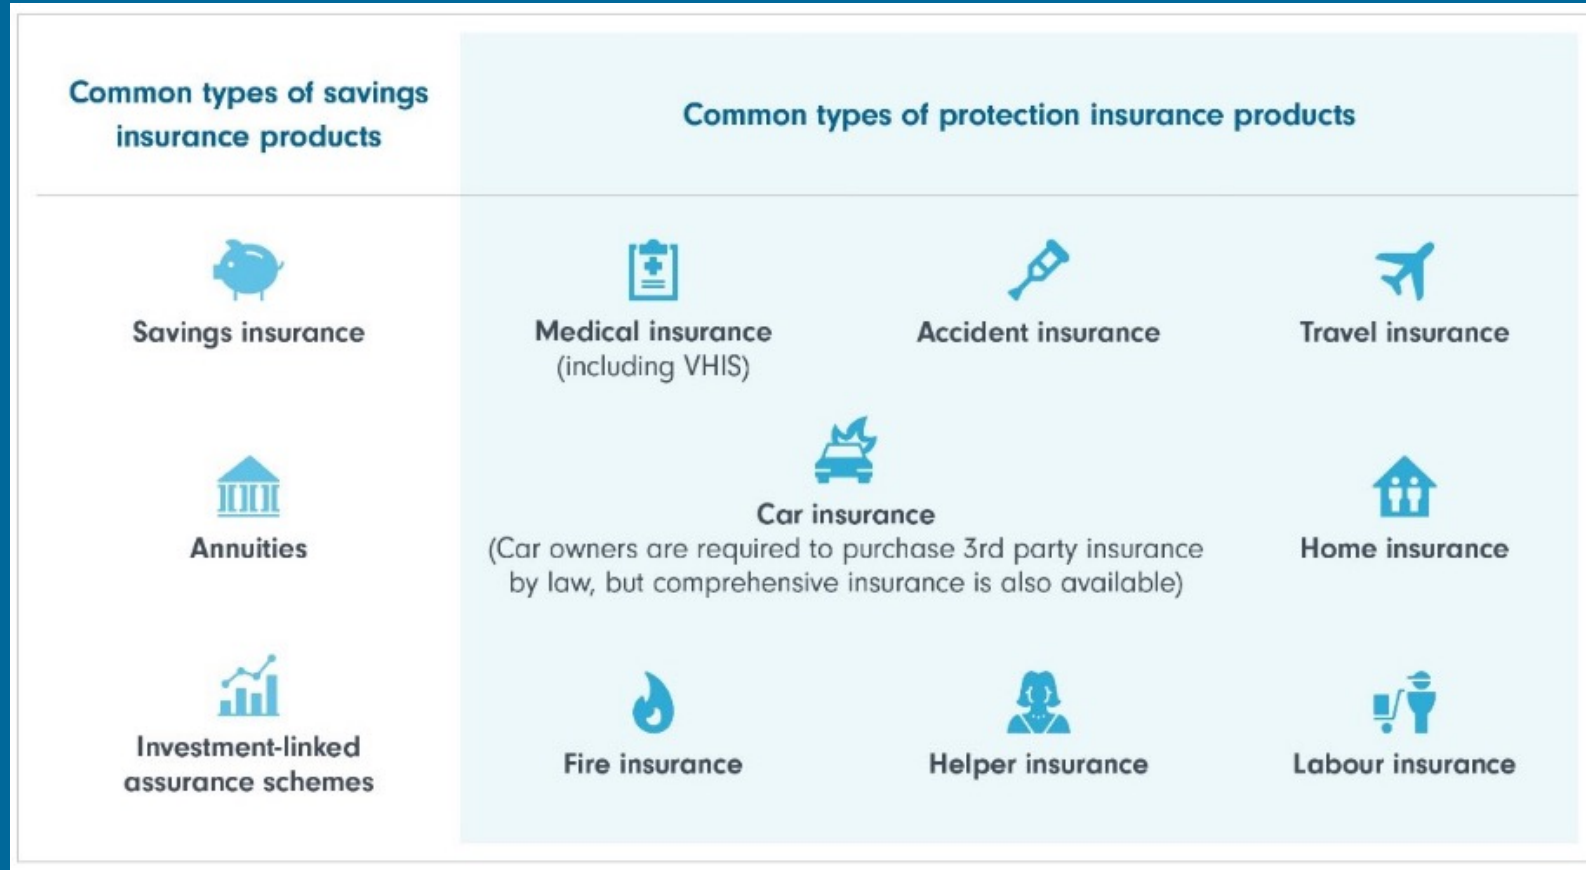 Common types of savings
insurance products
Common types of protection insurance products
Savings insurance
Medical insurance
(including VHIS)
Accident insurance
Travel insurance
Annuities
Car insurance
(Car owners are required to purchase 3rd party insurance
by law, but comprehensive insurance is also available)
Home insurance
Investment-linked
assurance schemes
Fire insurance
Helper insurance
Labour insurance